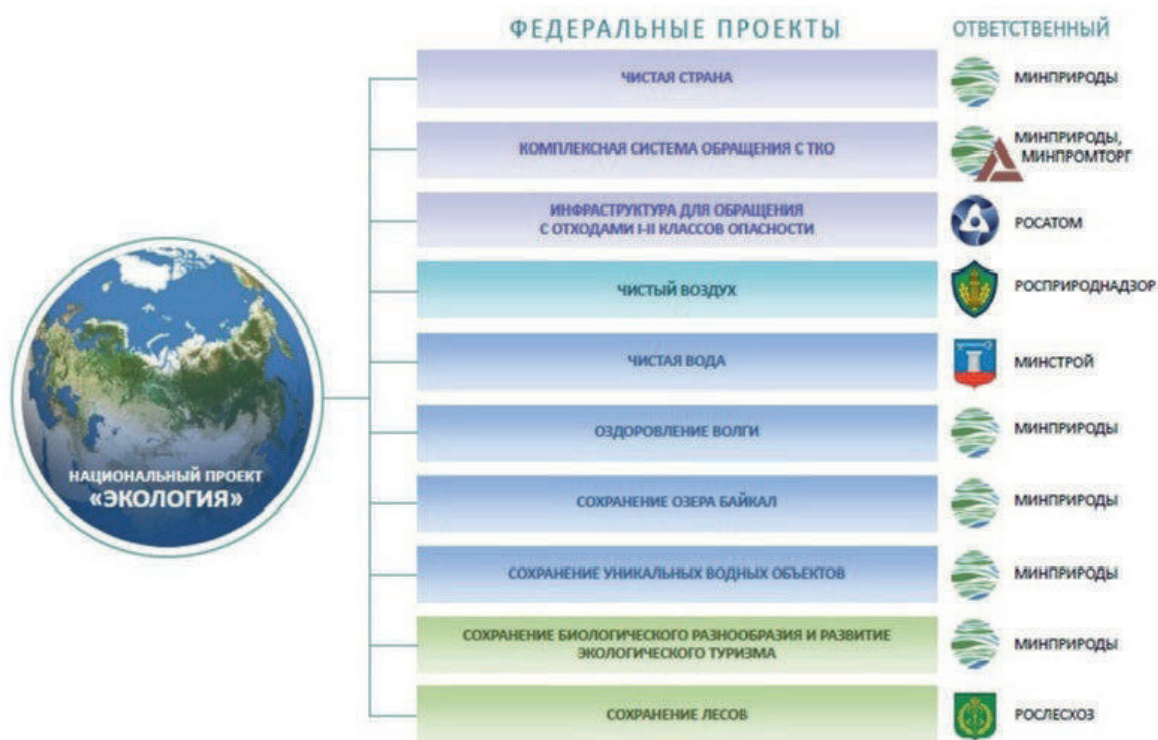 ФЕДЕРАЛЬНЫЕ ПРОЕКТЫ
ОТВЕТСТВЕННЫЙ
ЧИСТАЯ СТРАНА
МИНПРИРОДЫ
КОМПЛЕКСНАЯ СИСТЕМА ОБРАЩЕНИЯ С ТКО
МИНПРИРОДЫ,
МИНПРОМТОРГ
ИНФРАСТРУКТУРА ДЛЯ ОБРАЩЕНИЯ
С ОТХОДАМИ I-II КЛАССОВ ОПАСНОСТИ
РОСАТОМ
ЧИСТЫЙ ВОЗДУХ
РОСПРИРОДНАДЗОР
ЧИСТАЯ ВОДА
МИНСТРОЙ
ОЗДОРОВЛЕНИЕ ВОЛГИ
МИНПРИРОДЫ
НАЦИОНАЛЬНЫЙ ПРОЕКТ
«ЭКОЛОГИЯ»
СОХРАНЕНИЕ ОЗЕРА БАЙКАЛ
МИНПРИРОДЫ
СОХРАНЕНИЕ УНИКАЛЬНЫХ ВОДНЫХ ОБЪЕКТОВ
МИНПРИРОДЫ
СОХРАНЕНИЕ БИОЛОГИЧЕСКОГО РАЗНООБРАЗИЯ И РАЗВИТИЕ
ЭКОЛОГИЧЕСКОГО ТУРИЗМА
МИНПРИРОДЫ
СОХРАНЕНИЕ ЛЕСОВ
РОСЛЕСХОЗ